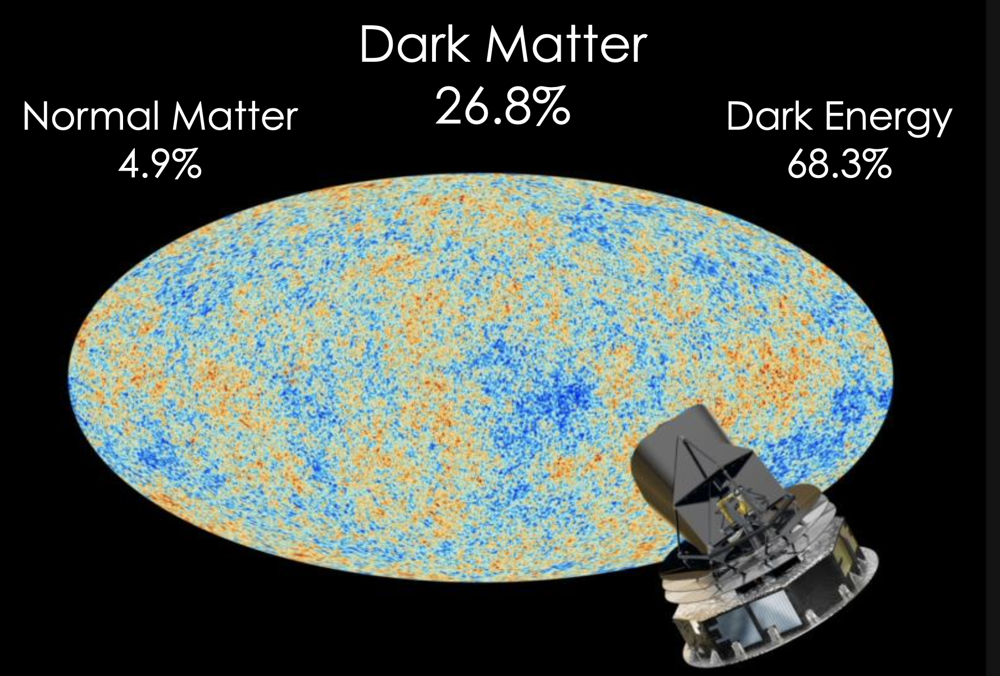 Dark Matter
26.8%
Normal Matter
4.9%
Dark Energy
68.3%